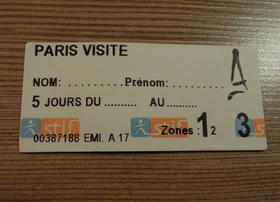 PARIS VISITE
NOM: .......... Prénom: ........
5 JOURS DU .......... AU ..........
stif stif
00387188 EMI. A 17 Zones : 1 2 3